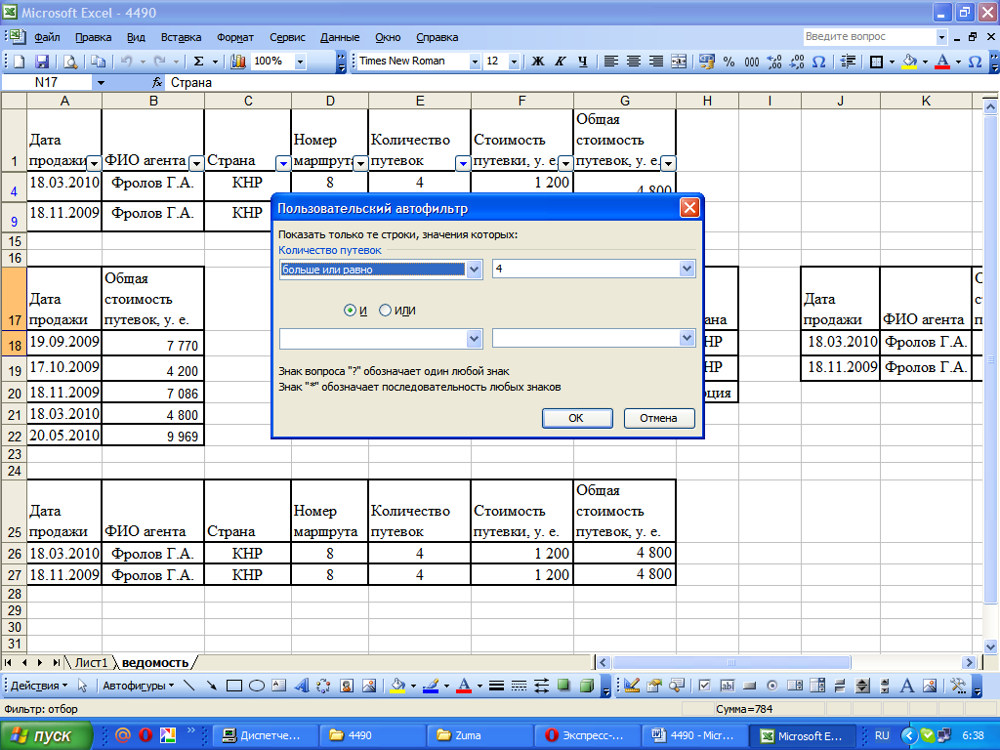 Microsoft Excel - 4490
Файл Правка Вид Вставка Формат Сервис Данные Окно Справка Введите вопрос
Σ 100% Times New Roman 12 Ж К Ч % 000
N17 fx Страна
A B C D E F G H I J K
1 Дата продажи ФИО агента Страна Номер маршрута Количество путевок Стоимость путевки, у. е. Общая стоимость путевок, у. е.
4 18.03.2010 Фролов Г.А. КНР 8 4 1 200 4 800
9 18.11.2009 Фролов Г.А. КНР
Пользовательский автофильтр
Показать только те строки, значения которых:
Количество путевок
больше или равно 4
И ИЛИ
Знак вопроса "?" обозначает один любой знак
Знак "*" обозначает последовательность любых знаков
OK Отмена
15
16
17 Дата продажи Общая стоимость путевок, у. е. Дата продажи ФИО агента
18 19.09.2009 7 770 НР 18.03.2010 Фролов Г.А.
19 17.10.2009 4 200 НР 18.11.2009 Фролов Г.А.
20 18.11.2009 7 086 ция
21 18.03.2010 4 800
22 20.05.2010 9 969
23
24
25 Дата продажи ФИО агента Страна Номер маршрута Количество путевок Стоимость путевки, у. е. Общая стоимость путевок, у. е.
26 18.03.2010 Фролов Г.А. КНР 8 4 1 200 4 800
27 18.11.2009 Фролов Г.А. КНР 8 4 1 200 4 800
28
29
30
31
Лист1 ведомость
Действия Автофигуры
Фильтр: отбор Сумма=784
пуск Диспетче... 4490 Zuma Экспресс-... 4490 - Micr... Microsoft E... RU 6:38